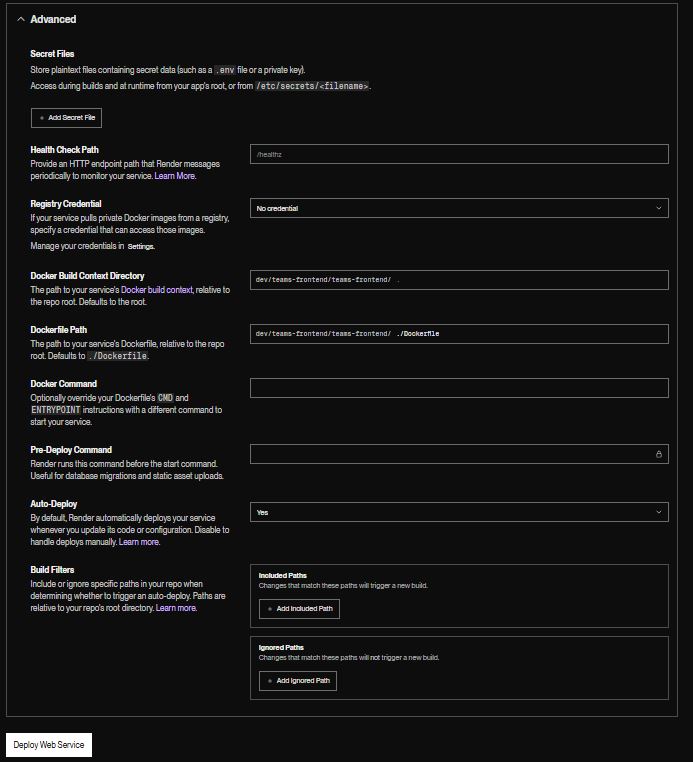 Advanced
Secret Files
Store plaintext files containing secret data (such as a .env file or a private key).
Access during builds and at runtime from your app's root, or from /etc/secrets/<filename>.
+ Add Secret File
Health Check Path
Provide an HTTP endpoint path that Render messages
periodically to monitor your service. Learn More.
/healthz
Registry Credential
If your service pulls private Docker images from a registry,
specify a credential that can access those images.
Manage your credentials in Settings.
No credential
Docker Build Context Directory
The path to your service's Docker build context, relative to
the repo root. Defaults to the root.
dev/teams-frontend/teams-frontend/ .
Dockerfile Path
The path to your service's Dockerfile, relative to the repo
root. Defaults to ./Dockerfile.
dev/teams-frontend/teams-frontend/ ./Dockerfile
Docker Command
Optionally override your Dockerfile's CMD and
ENTRYPOINT instructions with a different command to
start your service.
Pre-Deploy Command
Render runs this command before the start command.
Useful for database migrations and static asset uploads.
Auto-Deploy
By default, Render automatically deploys your service
whenever you update its code or configuration. Disable to
handle deploys manually. Learn more.
Yes
Build Filters
Include or ignore specific paths in your repo when
determining whether to trigger an auto-deploy. Paths are
relative to your repo's root directory. Learn more.
Included Paths
Changes that match these paths will trigger a new build.
+ Add Included Path
Ignored Paths
Changes that match these paths will not trigger a new build.
+ Add Ignored Path
Deploy Web Service